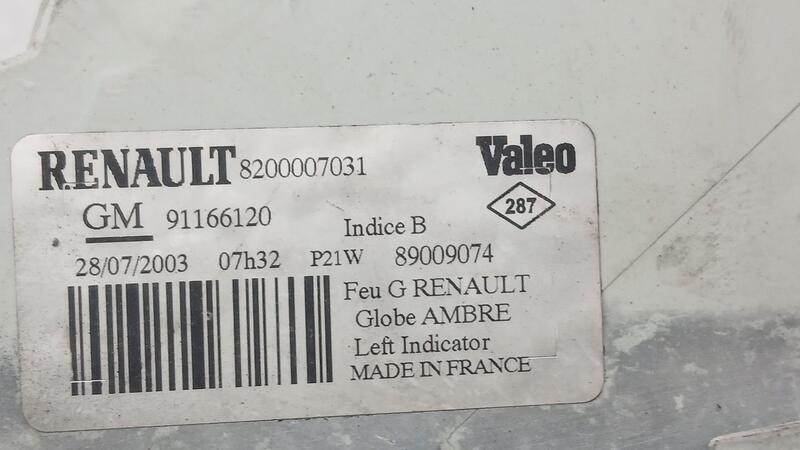 RENAULT 8200007031 Valeo
GM 91166120 Indice B 287
28/07/2003 07h32 P21W 89009074
Feu G RENAULT
Globe AMBRE
Left Indicator
MADE IN FRANCE